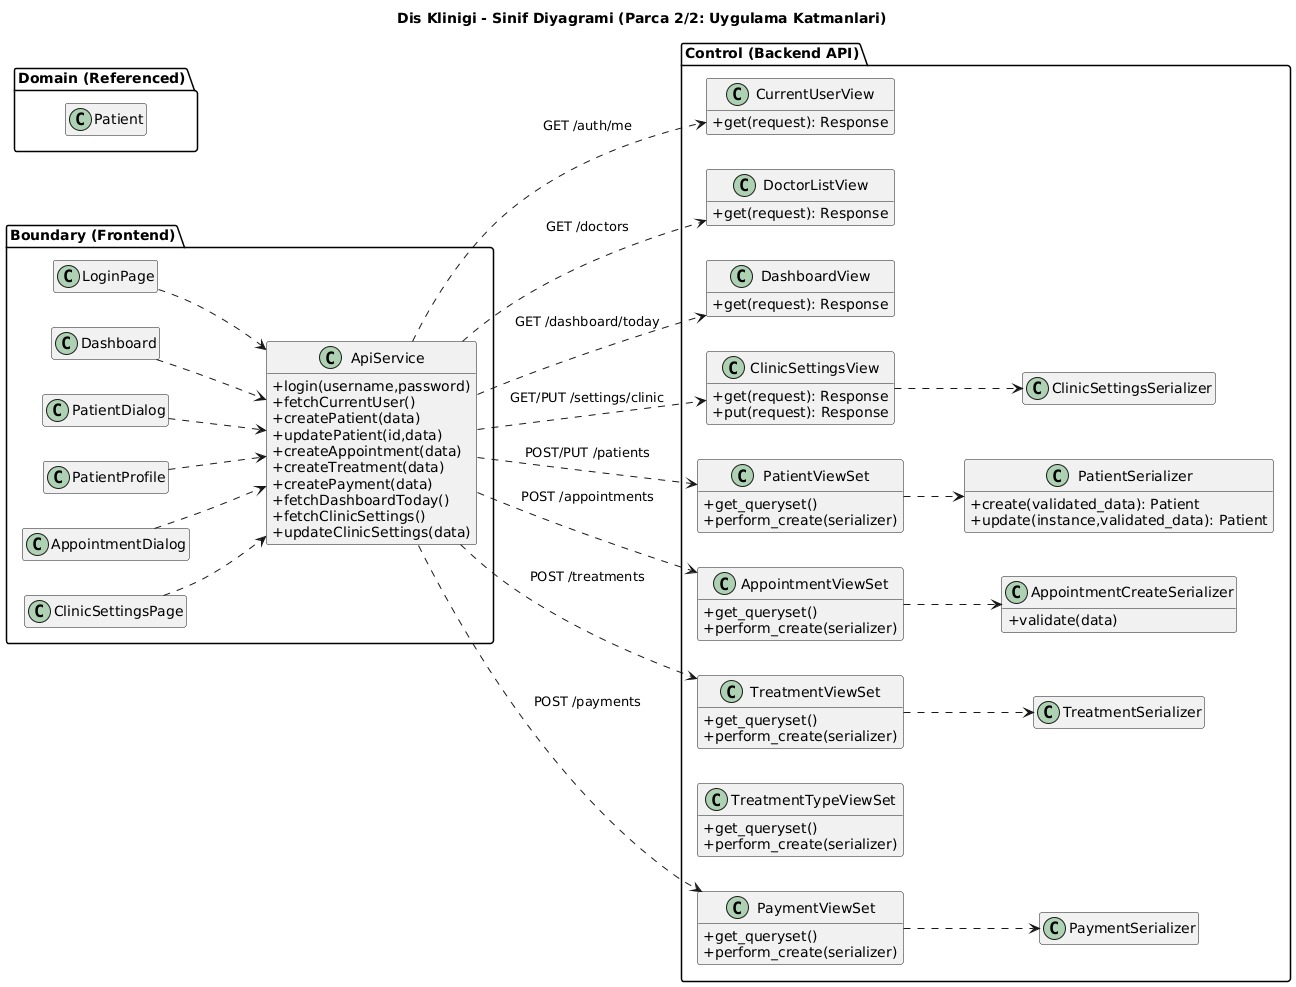 Dis Klinigi - Sinif Diyagrami (Parca 2/2: Uygulama Katmanlari)
Domain (Referenced)
C Patient
Boundary (Frontend)
C LoginPage
C Dashboard
C PatientDialog
C PatientProfile
C AppointmentDialog
C ClinicSettingsPage
C ApiService
+login(username,password)
+fetchCurrentUser()
+createPatient(data)
+updatePatient(id,data)
+createAppointment(data)
+createTreatment(data)
+createPayment(data)
+fetchDashboardToday()
+fetchClinicSettings()
+updateClinicSettings(data)
GET /auth/me
GET /doctors
GET /dashboard/today
GET/PUT /settings/clinic
POST/PUT /patients
POST /appointments
POST /treatments
POST /payments
Control (Backend API)
C CurrentUserView
+get(request): Response
C DoctorListView
+get(request): Response
C DashboardView
+get(request): Response
C ClinicSettingsView
+get(request): Response
+put(request): Response
C ClinicSettingsSerializer
C PatientViewSet
+get_queryset()
+perform_create(serializer)
C PatientSerializer
+create(validated_data): Patient
+update(instance,validated_data): Patient
C AppointmentViewSet
+get_queryset()
+perform_create(serializer)
C AppointmentCreateSerializer
+validate(data)
C TreatmentViewSet
+get_queryset()
+perform_create(serializer)
C TreatmentSerializer
C TreatmentTypeViewSet
+get_queryset()
+perform_create(serializer)
C PaymentViewSet
+get_queryset()
+perform_create(serializer)
C PaymentSerializer